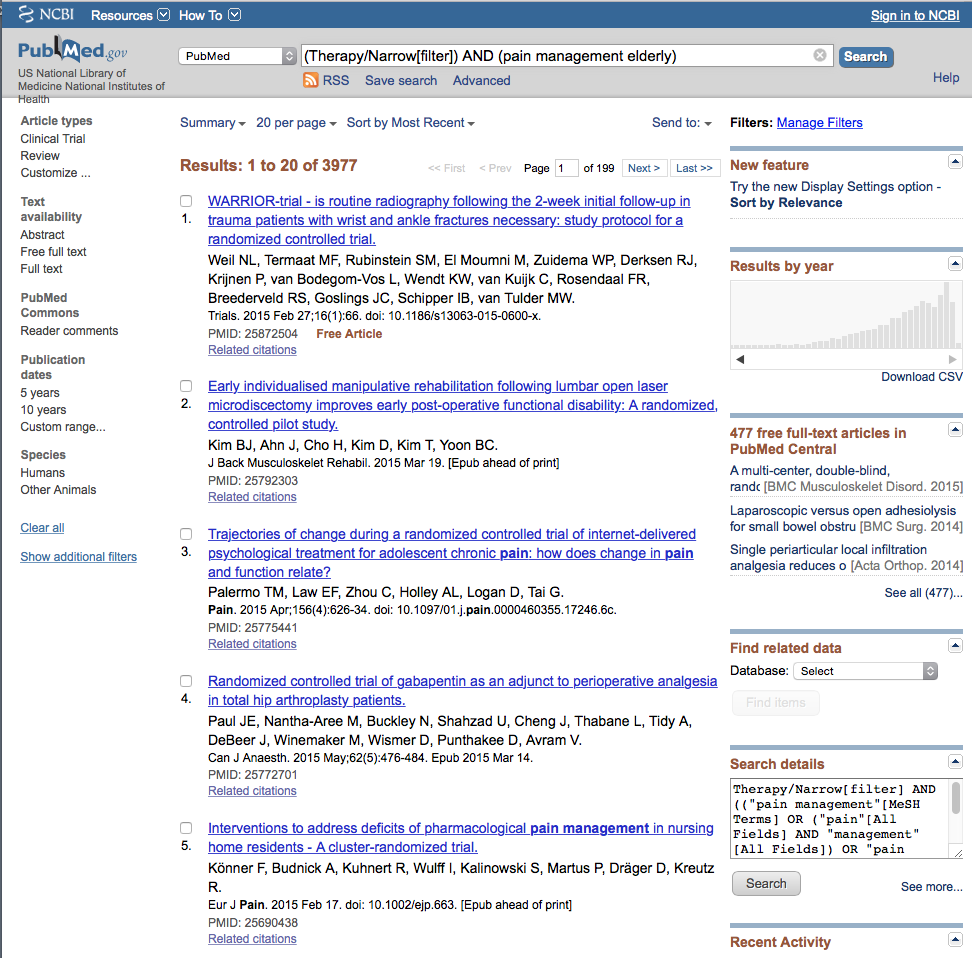 NCBI Resources How To Sign in to NCBI
PubMed.gov
US National Library of
Medicine National Institutes of
Health
PubMed
(Therapy/Narrow[filter]) AND (pain management elderly)
Search
RSS Save search Advanced
Help
Article types
Clinical Trial
Review
Customize ...
Text
availability
Abstract
Free full text
Full text
PubMed
Commons
Reader comments
Publication
dates
5 years
10 years
Custom range...
Species
Humans
Other Animals
Clear all
Show additional filters
Summary 20 per page Sort by Most Recent Send to:
Results: 1 to 20 of 3977
<< First < Prev Page 1 of 199 Next > Last >>
1.
WARRIOR-trial - is routine radiography following the 2-week initial follow-up in
trauma patients with wrist and ankle fractures necessary: study protocol for a
randomized controlled trial.
Weil NL, Termaat MF, Rubinstein SM, El Moumni M, Zuidema WP, Derksen RJ,
Krijnen P, van Bodegom-Vos L, Wendt KW, van Kuijk C, Rosendaal FR,
Breederveld RS, Goslings JC, Schipper IB, van Tulder MW.
Trials. 2015 Feb 27;16(1):66. doi: 10.1186/s13063-015-0600-x.
PMID: 25872504 Free Article
Related citations
2.
Early individualised manipulative rehabilitation following lumbar open laser
microdiscectomy improves early post-operative functional disability: A randomized,
controlled pilot study.
Kim BJ, Ahn J, Cho H, Kim D, Kim T, Yoon BC.
J Back Musculoskelet Rehabil. 2015 Mar 19. [Epub ahead of print]
PMID: 25792303
Related citations
3.
Trajectories of change during a randomized controlled trial of internet-delivered
psychological treatment for adolescent chronic pain: how does change in pain
and function relate?
Palermo TM, Law EF, Zhou C, Holley AL, Logan D, Tai G.
Pain. 2015 Apr;156(4):626-34. doi: 10.1097/01.j.pain.0000460355.17246.6c.
PMID: 25775441
Related citations
4.
Randomized controlled trial of gabapentin as an adjunct to perioperative analgesia
in total hip arthroplasty patients.
Paul JE, Nantha-Aree M, Buckley N, Shahzad U, Cheng J, Thabane L, Tidy A,
DeBeer J, Winemaker M, Wismer D, Punthakee D, Avram V.
Can J Anaesth. 2015 May;62(5):476-484. Epub 2015 Mar 14.
PMID: 25772701
Related citations
5.
Interventions to address deficits of pharmacological pain management in nursing
home residents - A cluster-randomized trial.
Könner F, Budnick A, Kuhnert R, Wulff I, Kalinowski S, Martus P, Dräger D, Kreutz
R.
Eur J Pain. 2015 Feb 17. doi: 10.1002/ejp.663. [Epub ahead of print]
PMID: 25690438
Related citations
Filters: Manage Filters
New feature
Try the new Display Settings option -
Sort by Relevance
Results by year
Download CSV
477 free full-text articles in
PubMed Central
A multi-center, double-blind,
randc [BMC Musculoskelet Disord. 2015]
Laparoscopic versus open adhesiolysis
for small bowel obstru [BMC Surg. 2014]
Single periarticular local infiltration
analgesia reduces o [Acta Orthop. 2014]
See all (477)...
Find related data
Database: Select
Find items
Search details
Therapy/Narrow[filter] AND
(("pain management"[MeSH
Terms] OR ("pain"[All
Fields] AND "management"
[All Fields]) OR "pain
Search
See more...
Recent Activity